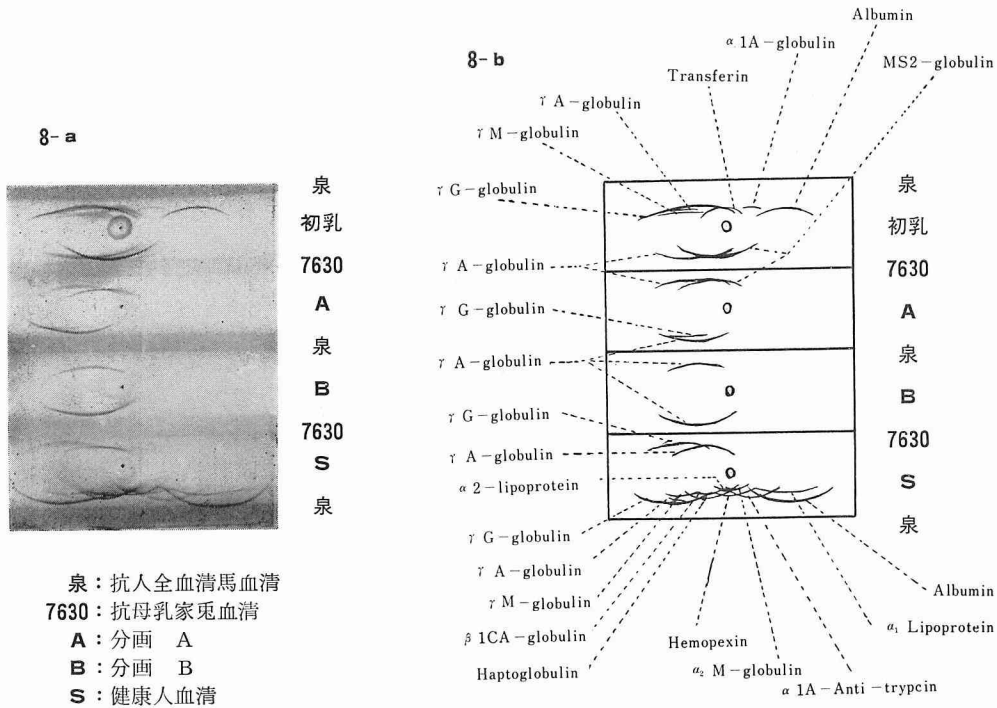 8-a
泉
初乳
7630
A
泉
B
7630
S
泉
泉：抗人全血清馬血清
7630：抗母乳家兎血清
A：分画 A
B：分画 B
S：健康人血清
8-b
Albumin
α 1A-globulin
MS2-globulin
Transferin
γ A-globulin
γ M-globulin
γ G-globulin
γ A-globulin
γ G-globulin
γ A-globulin
γ G-globulin
γ A-globulin
α 2-lipoprotein
γ G-globulin
γ A-globulin
γ M-globulin
β 1CA-globulin
Haptoglobulin
Hemopexin
α₂ M-globulin
α 1A-Anti-trypcin
α₁ Lipoprotein
Albumin
泉
初乳
7630
A
泉
B
7630
S
泉